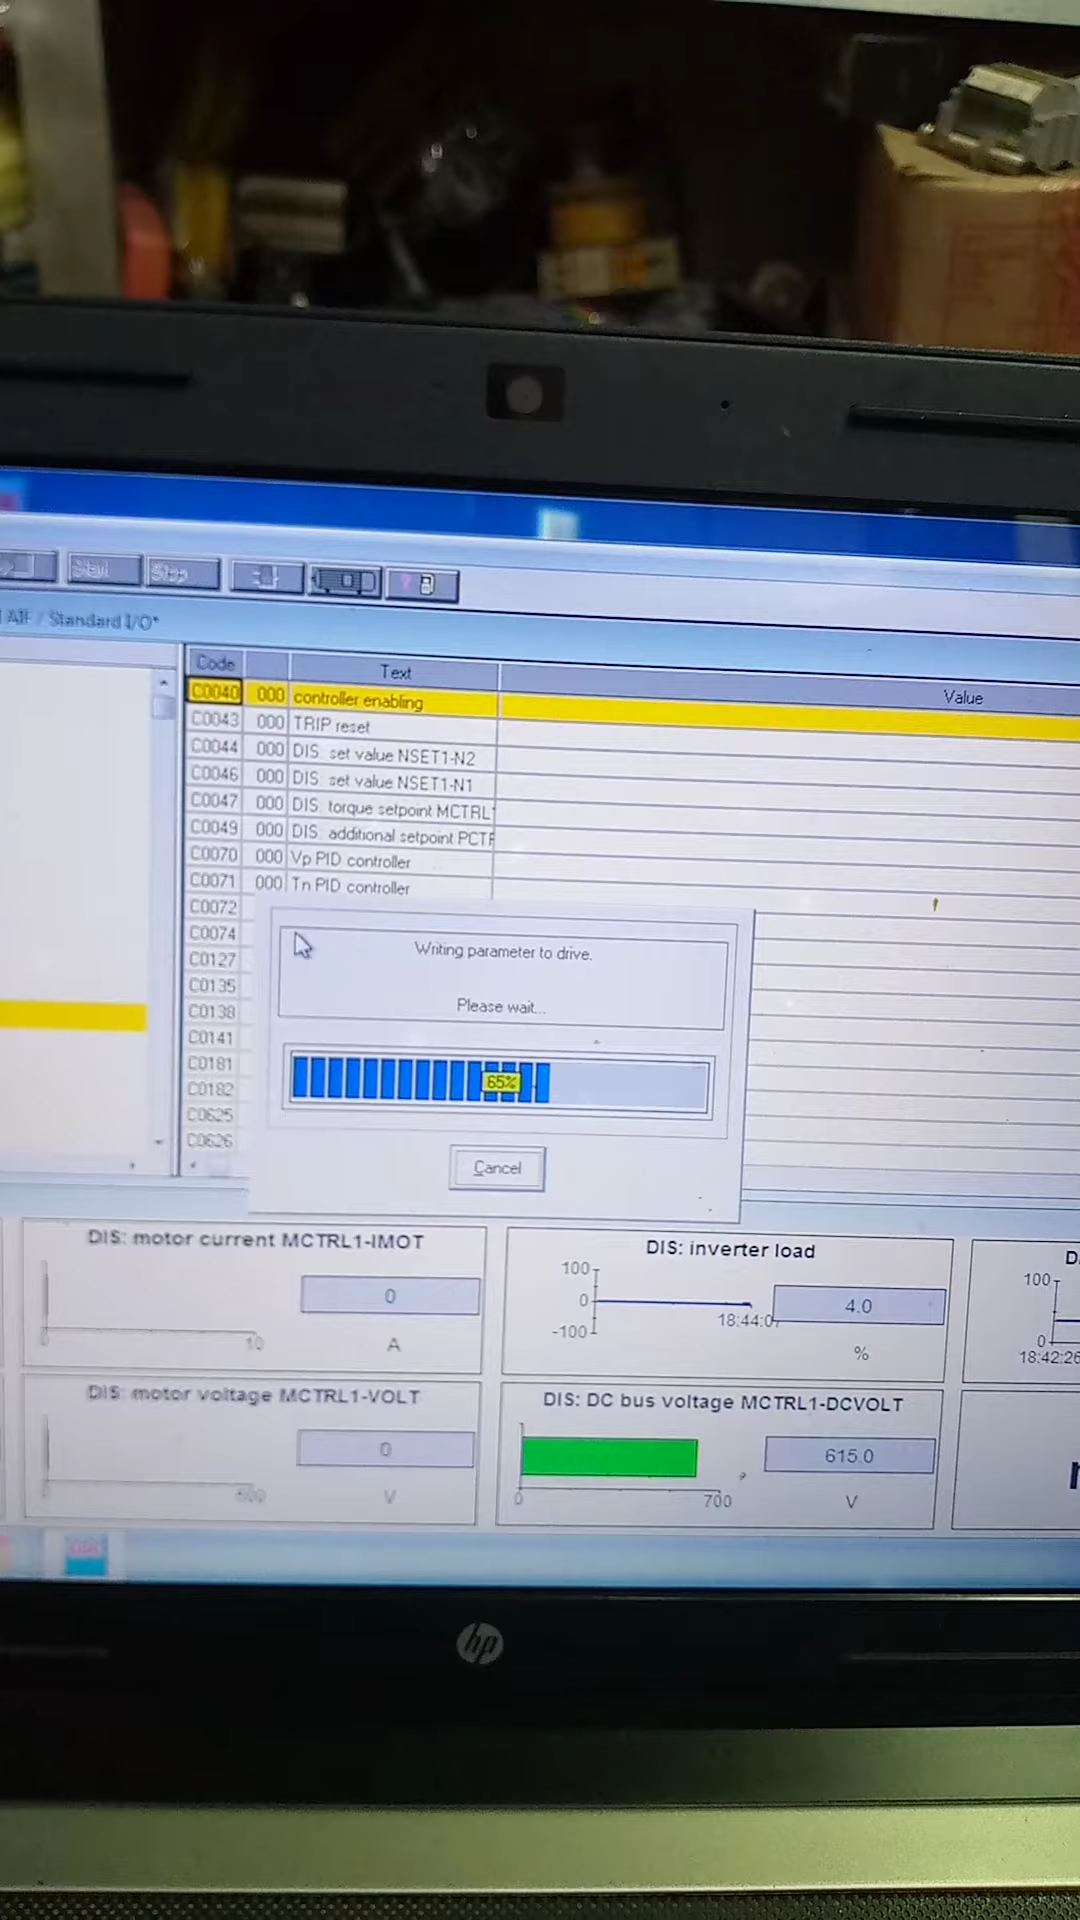 Start Stop
AIF / Standard I/O*
Code Text Value
C0040 000 controller enabling
C0043 000 TRIP reset
C0044 000 DIS: set value NSET1-N2
C0046 000 DIS: set value NSET1-N1
C0047 000 DIS: torque setpoint MCTRL
C0049 000 DIS: additional setpoint PCT
C0070 000 Vp PID controller
C0071 000 Tn PID controller
C0072
C0074
C0127
C0135
C0138
C0141
C0181
C0182
C0625
C0626
Writing parameter to drive.
Please wait...
65%
Cancel
DIS: motor current MCTRL1-IMOT
0
0 10
A
DIS: inverter load
100
0
-100
18:44:0
4.0
%
D
100
0
18:42:26
DIS: motor voltage MCTRL1-VOLT
0
0 600
V
DIS: DC bus voltage MCTRL1-DCVOLT
615.0
0 700
V
hp